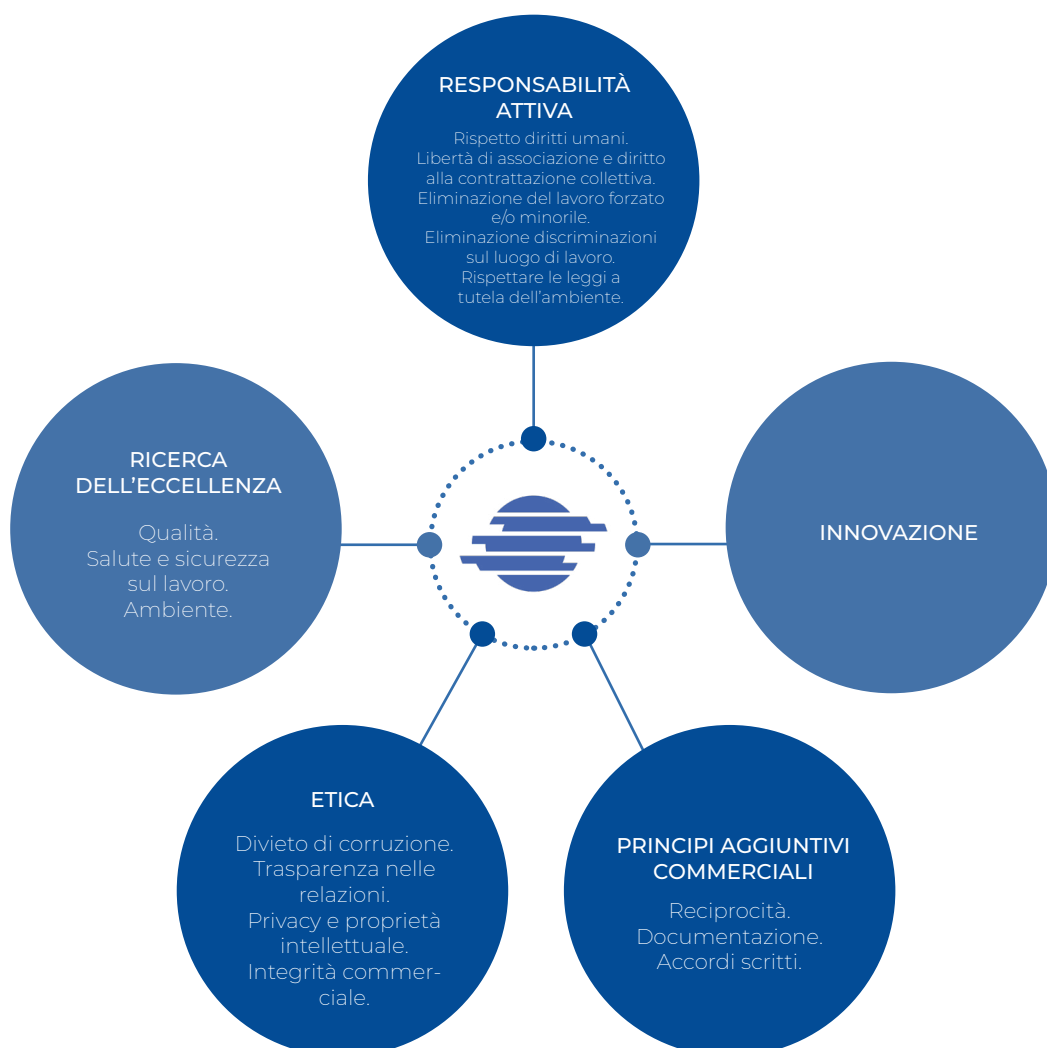 RESPONSABILITÀ
ATTIVA
Rispetto diritti umani.
Libertà di associazione e diritto
alla contrattazione collettiva.
Eliminazione del lavoro forzato
e/o minorile.
Eliminazione discriminazioni
sul luogo di lavoro.
Rispettare le leggi a
tutela dell’ambiente.
RICERCA
DELL’ECCELLENZA
Qualità.
Salute e sicurezza
sul lavoro.
Ambiente.
INNOVAZIONE
ETICA
Divieto di corruzione.
Trasparenza nelle
relazioni.
Privacy e proprietà
intellettuale.
Integrità commer-
ciale.
PRINCIPI AGGIUNTIVI
COMMERCIALI
Reciprocità.
Documentazione.
Accordi scritti.